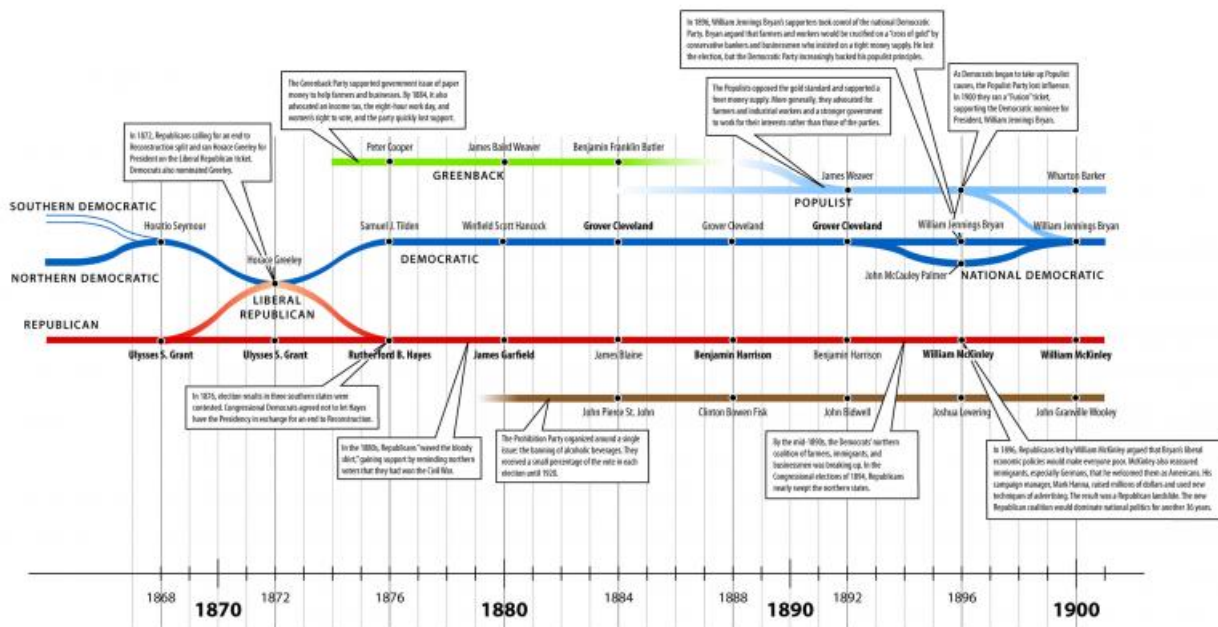 In 1896, William Jennings Bryan's supporters took control of the national Democratic
Party. Bryan argued that farmers and workers would be crucified on a "cross of gold" by
conservative bankers and businessmen who insisted on a tight money supply. He lost
the election, but the Democratic Party increasingly backed his populist principles.
The Greenback Party supported government issue of paper
money to help farmers and businesses. By 1884, it also
advocated an income tax, the eight-hour work day, and
women's right to vote, and the party quickly lost support.
The Populists opposed the gold standard and supported a
freer money supply. More generally, they advocated for
farmers and industrial workers and a stronger government
to work for their interests rather than those of the parties.
As Democrats began to take up Populist
causes, the Populist Party lost influence.
In 1900 they ran a "Fusion" ticket,
supporting the Democratic nominee for
President, William Jennings Bryan.
In 1872, Republicans calling for an end to
Reconstruction split and ran Horace Greeley for
President on the Liberal Republican ticket.
Democrats also nominated Greeley.
Peter Cooper
James Baird Weaver
Benjamin Franklin Butler
GREENBACK
James Weaver
Wharton Barker
POPULIST
SOUTHERN DEMOCRATIC
Horatio Seymour
Samuel J. Tilden
Winfield Scott Hancock
Grover Cleveland
Grover Cleveland
Grover Cleveland
William Jennings Bryan
William Jennings Bryan
Horace Greeley
DEMOCRATIC
NORTHERN DEMOCRATIC
John McCauley Palmer
NATIONAL DEMOCRATIC
LIBERAL
REPUBLICAN
REPUBLICAN
Ulysses S. Grant
Ulysses S. Grant
Rutherford B. Hayes
James Garfield
James Blaine
Benjamin Harrison
Benjamin Harrison
William McKinley
William McKinley
In 1876, election results in three southern states were
contested. Congressional Democrats agreed not to let Hayes
have the Presidency in exchange for an end to Reconstruction.
John Pierce St. John
Clinton Bowen Fisk
John Bidwell
Joshua Levering
John Granville Wooley
In the 1880s, Republicans "waved the bloody
shirt," gaining support by reminding northern
voters that they had won the Civil War.
The Prohibition Party organized around a single
issue: the banning of alcoholic beverages. They
received a small percentage of the vote in each
election until 1920.
By the mid-1890s, the Democrats' northern
coalition of farmers, immigrants, and
businessmen was breaking up. In the
Congressional elections of 1894, Republicans
nearly swept the northern states.
In 1896, Republicans led by William McKinley argued that Bryan's liberal
economic policies would make everyone poor. McKinley also reassured
immigrants, especially Germans, that he welcomed them as Americans. His
campaign manager, Mark Hanna, raised millions of dollars and used new
techniques of advertising. The result was a Republican landslide. The new
Republican coalition would dominate national politics for another 36 years.
1868
1870
1872
1876
1880
1884
1888
1890
1892
1896
1900